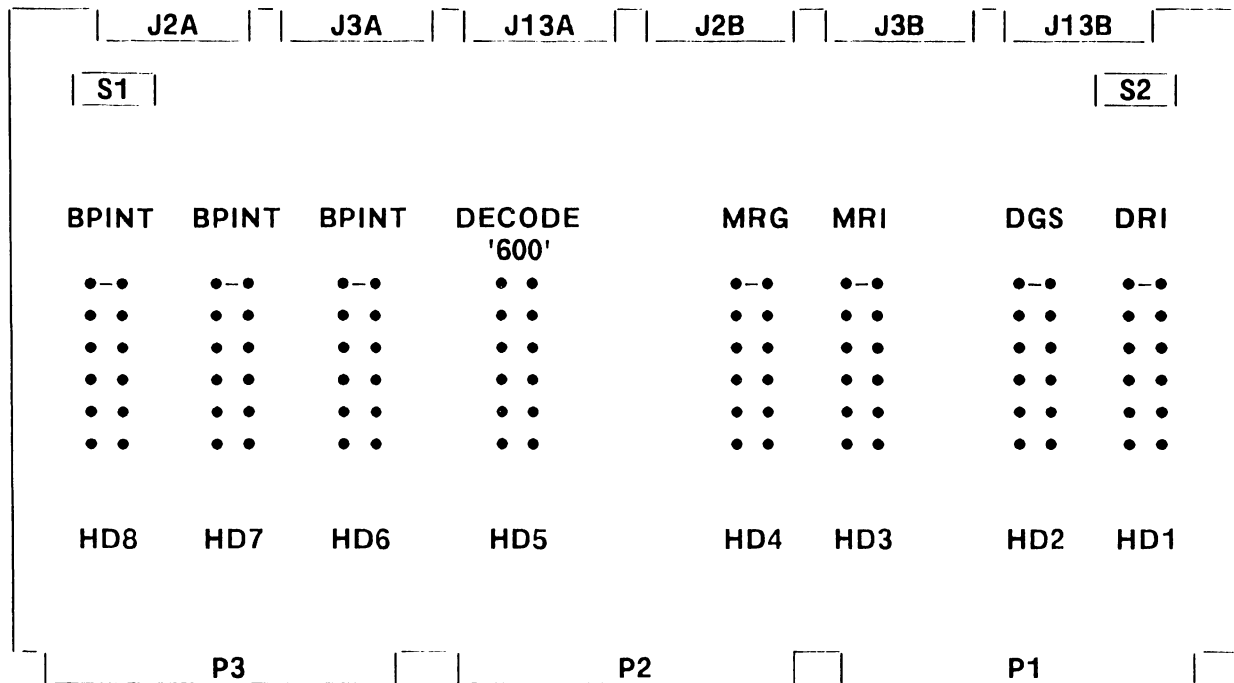 J2A J3A J13A J2B J3B J13B
S1 S2
BPINT BPINT BPINT DECODE MRG MRI DGS DRI
'600'
HD8 HD7 HD6 HD5 HD4 HD3 HD2 HD1
P3 P2 P1